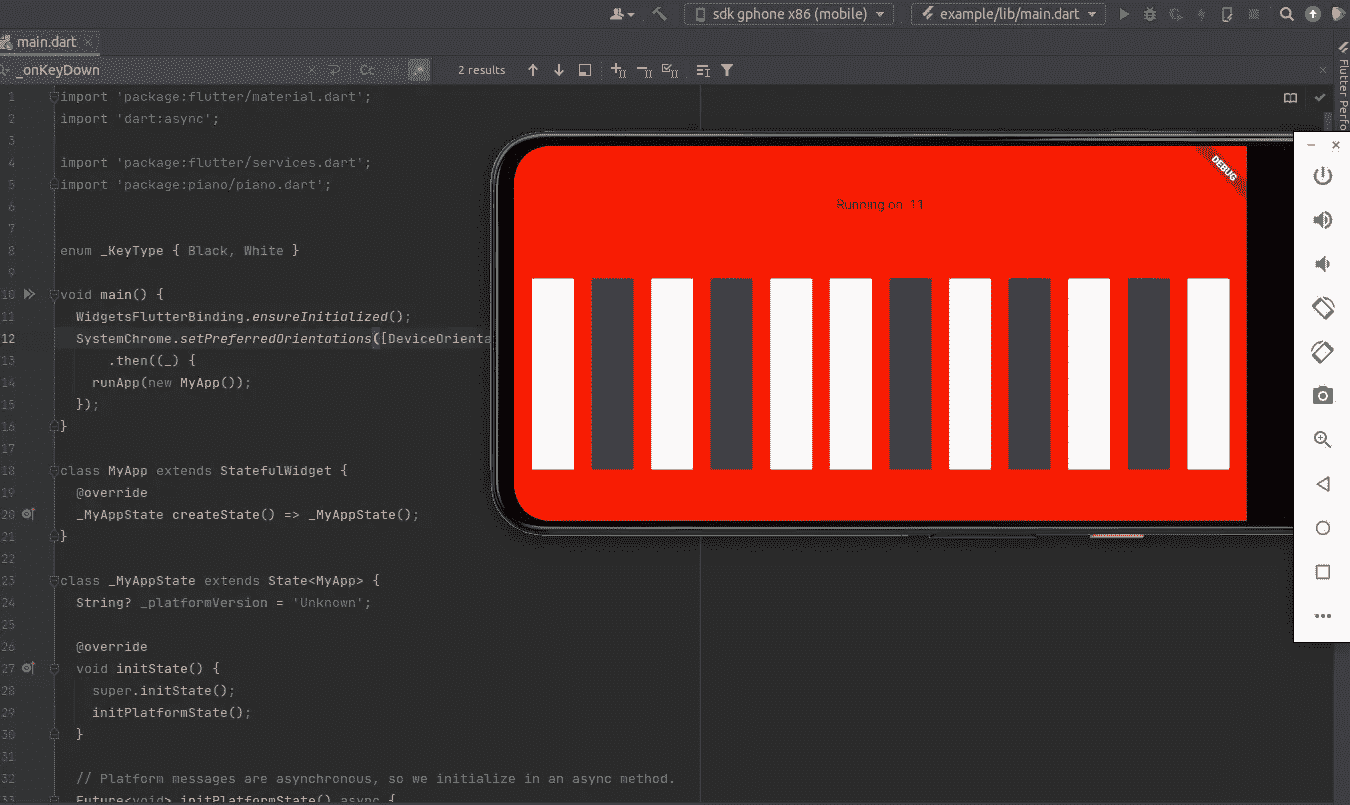 sdk gphone x86 (mobile)
example/lib/main.dart
main.dart
_onKeyDown
Cc
.*
2 results
Flutter Perfo
1 import 'package:flutter/material.dart';
2 import 'dart:async';
3
4 import 'package:flutter/services.dart';
5 import 'package:piano/piano.dart';
6
7
8 enum _KeyType { Black, White }
9
10 void main() {
11 WidgetsFlutterBinding.ensureInitialized();
12 SystemChrome.setPreferredOrientations([DeviceOrienta
13 .then((_) {
14 runApp(new MyApp());
15 });
16 }
17
18 class MyApp extends StatefulWidget {
19 @override
20 _MyAppState createState() => _MyAppState();
21 }
22
23 class _MyAppState extends State<MyApp> {
24 String? _platformVersion = 'Unknown';
25
26 @override
27 void initState() {
28 super.initState();
29 initPlatformState();
30 }
31
32 // Platform messages are asynchronous, so we initialize in an async method.
33 Future<void> initPlatformState() async {
DEBUG
Running on 11